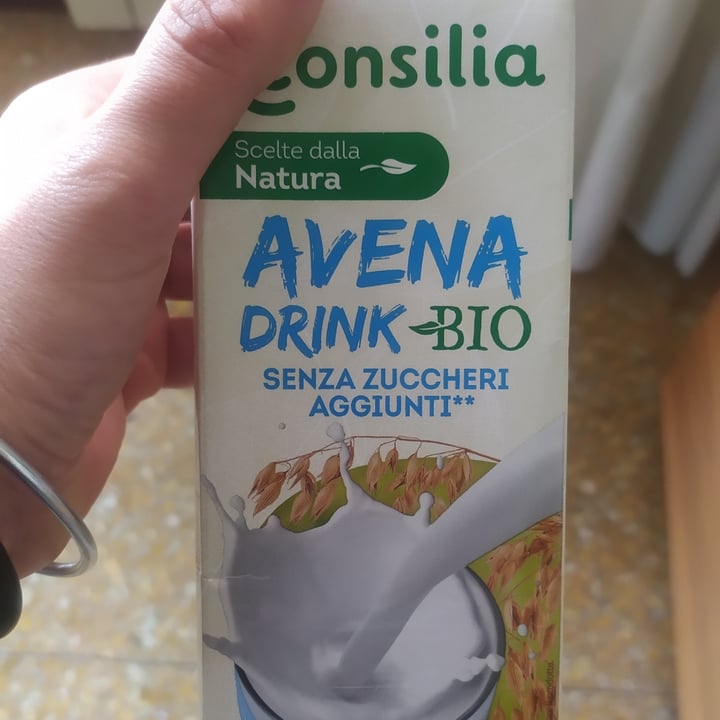 Consilia
Scelte dalla
Natura
AVENA
DRINK BIO
SENZA ZUCCHERI
AGGIUNTI**